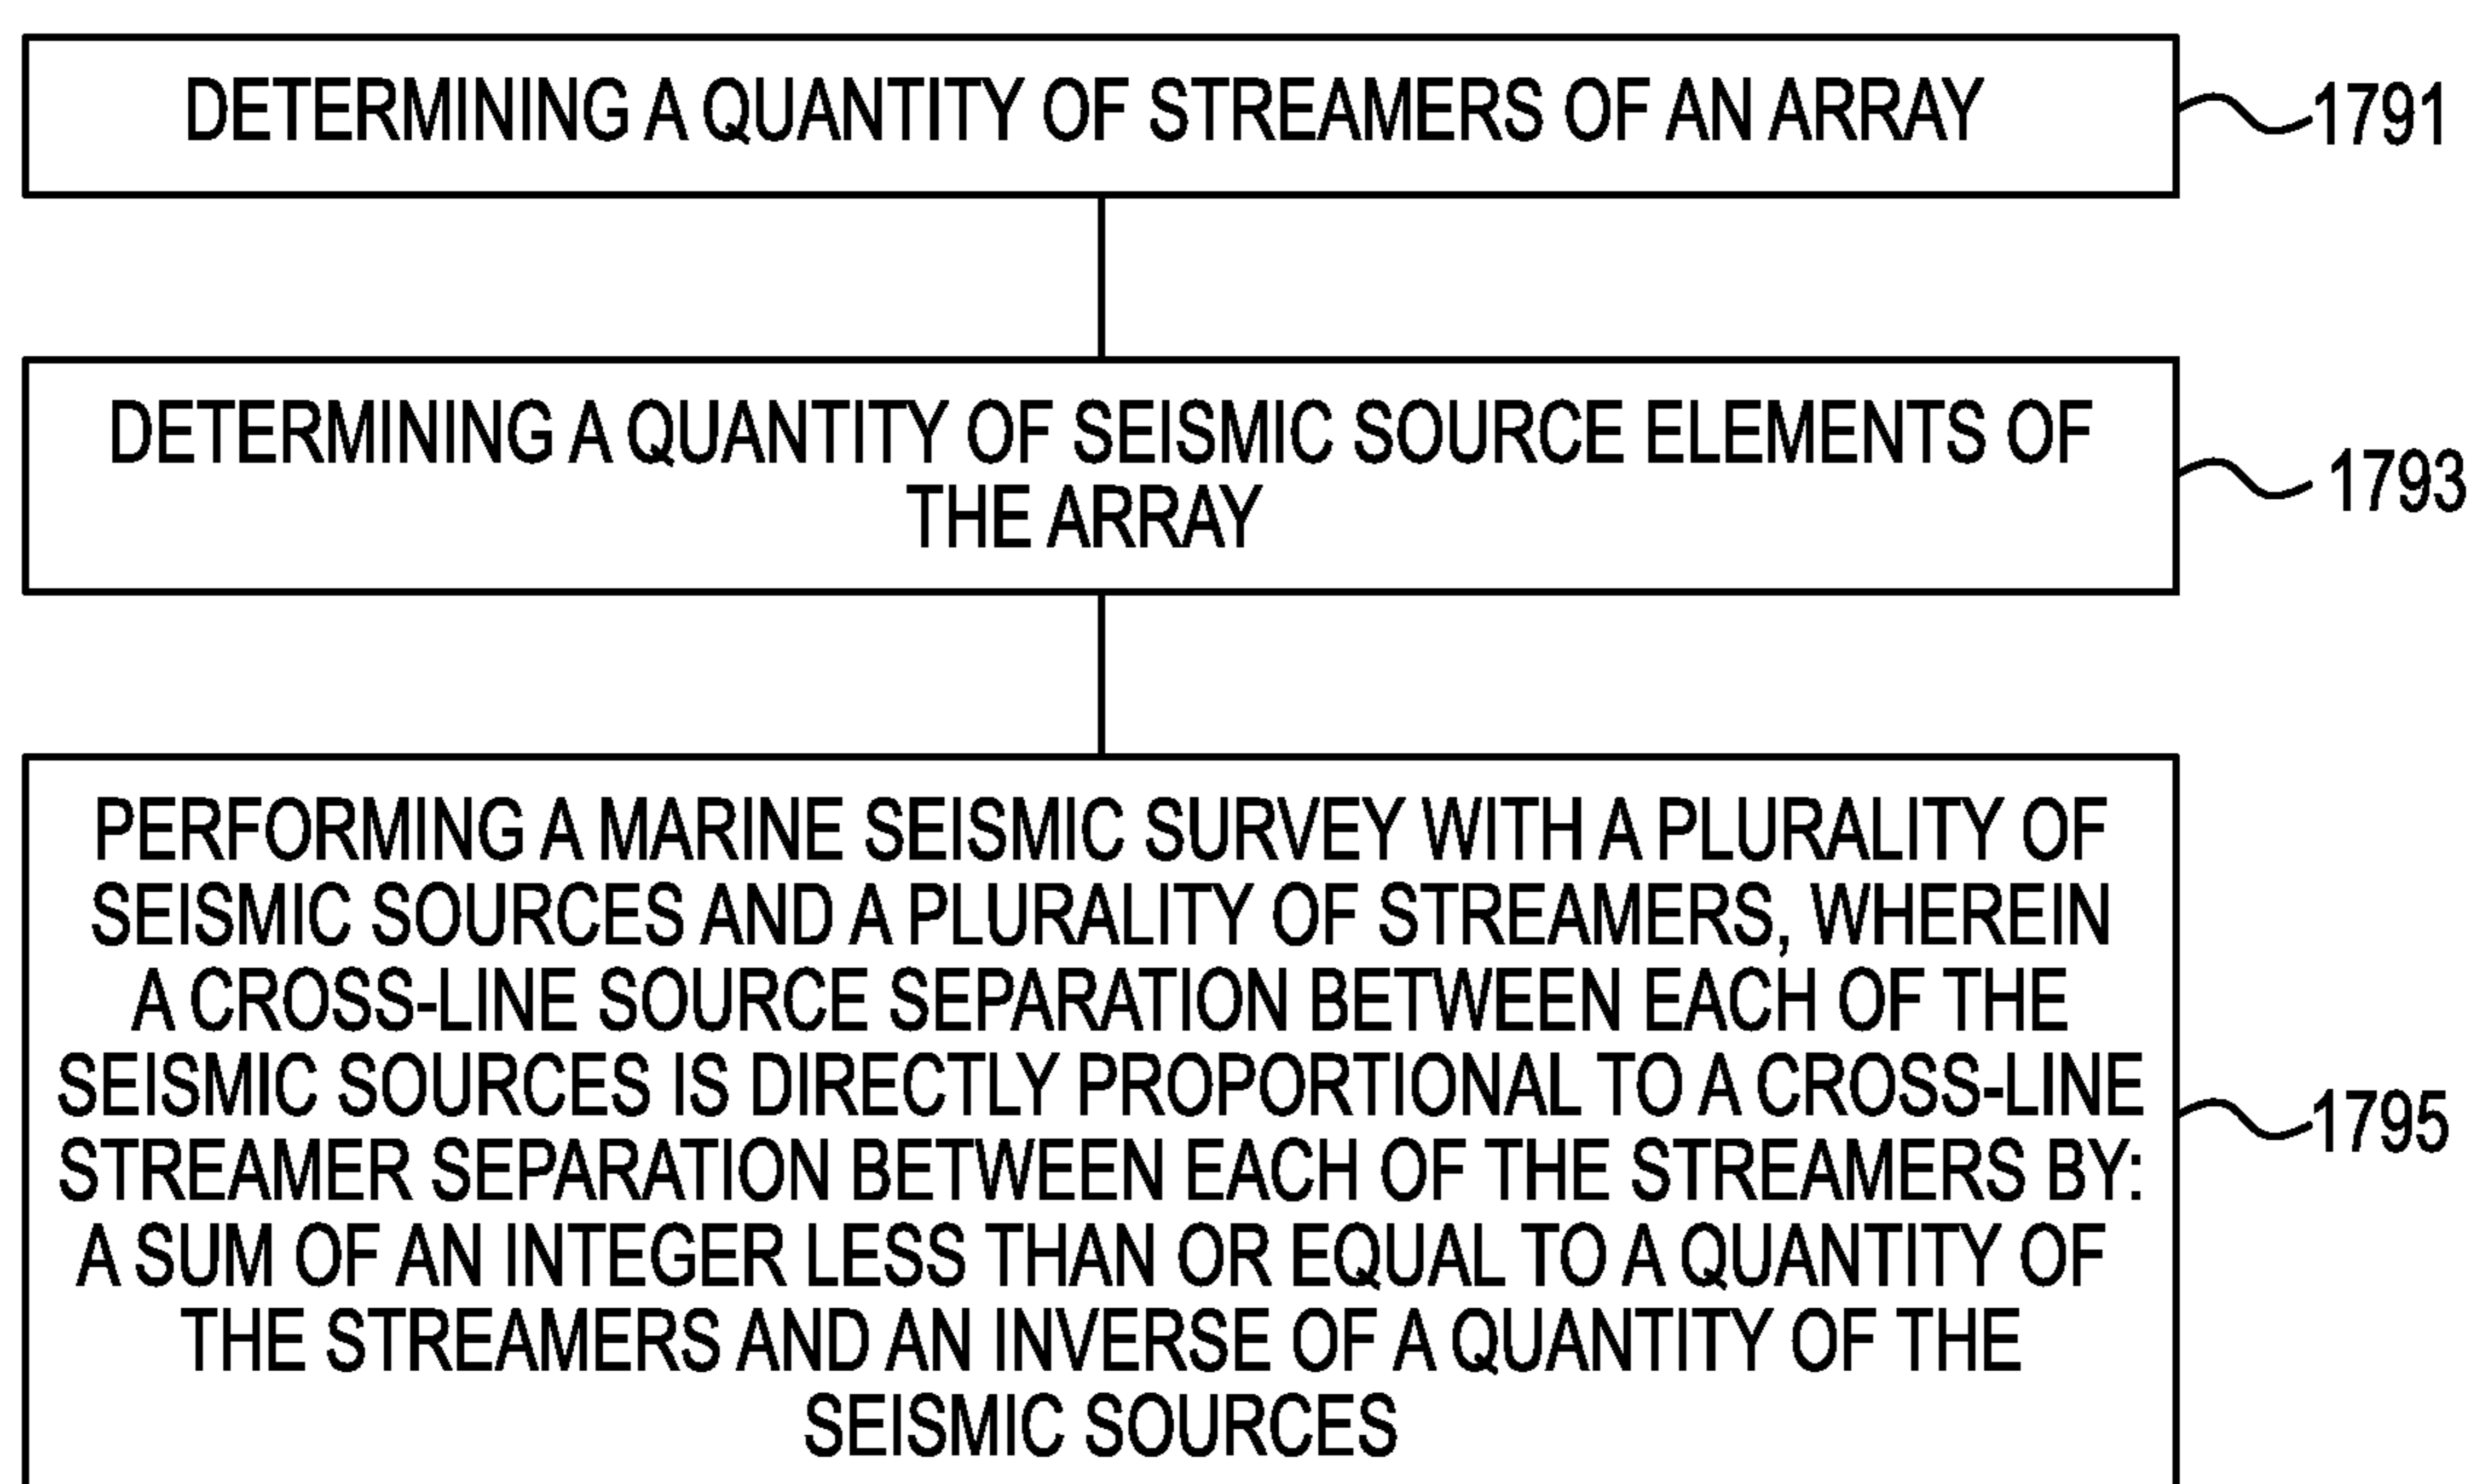 DETERMINING A QUANTITY OF STREAMERS OF AN ARRAY
1791
DETERMINING A QUANTITY OF SEISMIC SOURCE ELEMENTS OF
THE ARRAY
1793
PERFORMING A MARINE SEISMIC SURVEY WITH A PLURALITY OF
SEISMIC SOURCES AND A PLURALITY OF STREAMERS, WHEREIN
A CROSS-LINE SOURCE SEPARATION BETWEEN EACH OF THE
SEISMIC SOURCES IS DIRECTLY PROPORTIONAL TO A CROSS-LINE
STREAMER SEPARATION BETWEEN EACH OF THE STREAMERS BY:
A SUM OF AN INTEGER LESS THAN OR EQUAL TO A QUANTITY OF
THE STREAMERS AND AN INVERSE OF A QUANTITY OF THE
SEISMIC SOURCES
1795